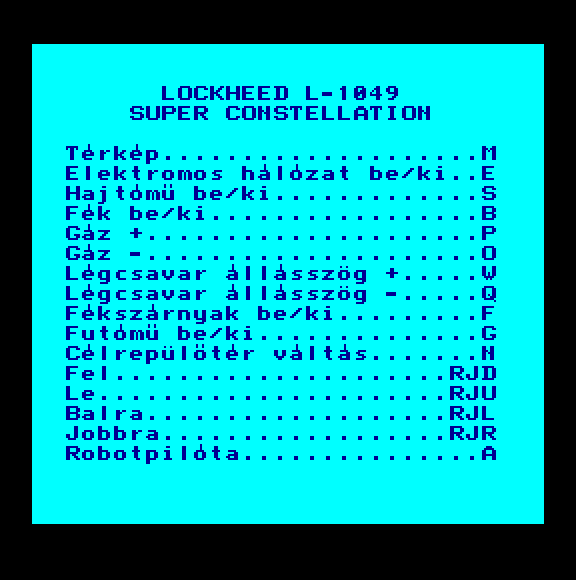 LOCKHEED L-1049
SUPER CONSTELLATION
Térkép....................M
Elektromos hálózat be/ki..E
Hajtómü be/ki.............S
Fék be/ki.................B
Gáz +.....................P
Gáz -.....................O
Légcsavar állásszög +.....W
Légcsavar állásszög -.....Q
Fékszárnyak be/ki.........F
Futómü be/ki..............G
Célrepülötér váltás.......N
Fel.....................RJD
Le......................RJU
Balra...................RJL
Jobbra..................RJR
Robotpilóta...............A